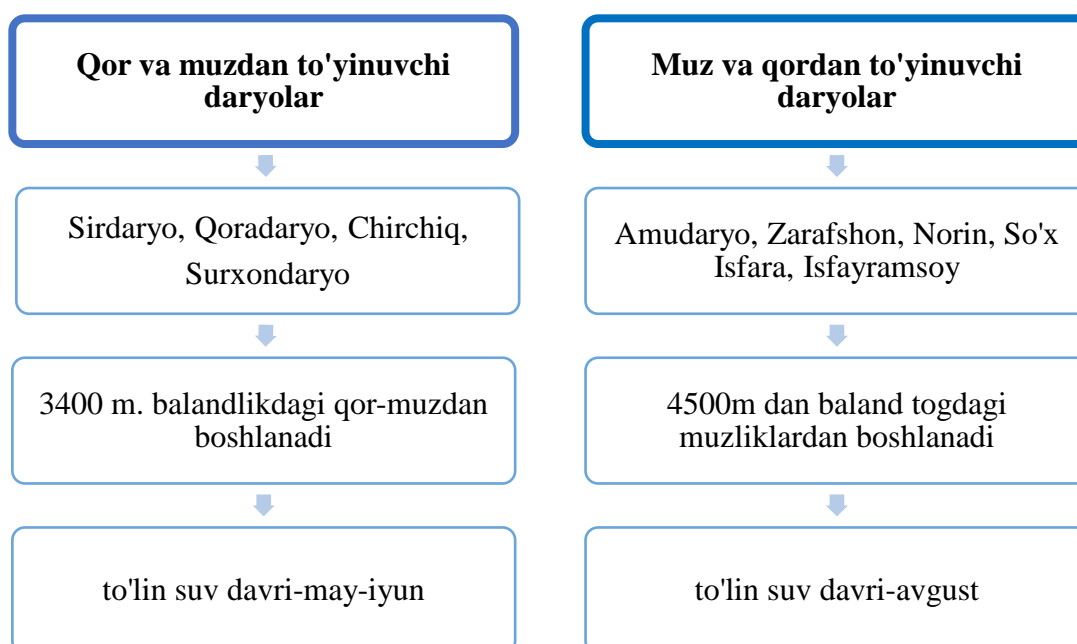 Qor va muzdan to'yinuvchi
daryolar
Sirdaryo, Qoradaryo, Chirchiq,
Surxondaryo
3400 m. balandlikdagi qor-muzdan
boshlanadi
to'lin suv davri-may-iyun
Muz va qordan to'yinuvchi
daryolar
Amudaryo, Zarafshon, Norin, So'x
Isfara, Isfayramsoy
4500m dan baland togdagi
muzliklardan boshlanadi
to'lin suv davri-avgust